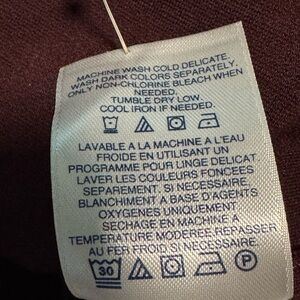 MACHINE WASH COLD DELICATE.
WASH DARK COLORS SEPARATELY.
ONLY NON-CHLORINE BLEACH WHEN
NEEDED.
TUMBLE DRY LOW.
COOL IRON IF NEEDED.
LAVABLE A LA MACHINE A L'EAU
FROIDE EN UTILISANT UN
PROGRAMME POUR LINGE DELICAT.
LAVER LES COULEURS FONCEES
SEPAREMENT. SI NECESSAIRE,
BLANCHIMENT A BASE D'AGENTS
OXYGENES UNIQUEMENT
SECHAGE EN MACHINE A
TEMPERATURE MODEREE.REPASSER
AU FER FROID SI NECESSAIRE.
30 P